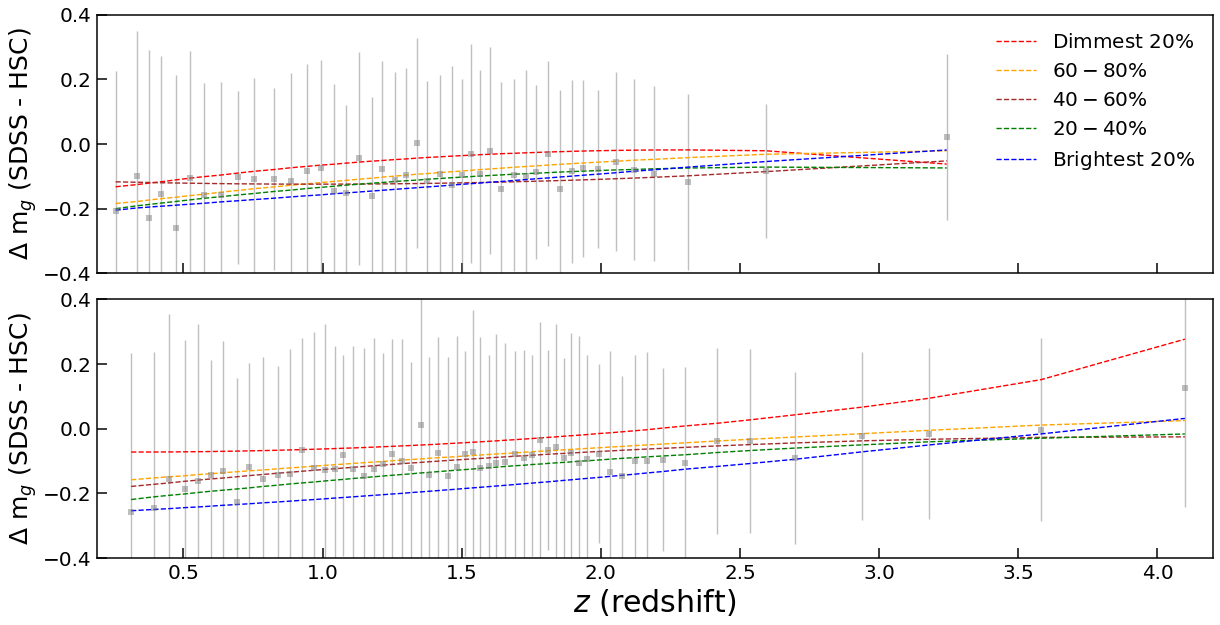 0.4
0.2
0.0
−0.2
−0.4
Δ m_g (SDSS - HSC)
Dimmest 20%
60 − 80%
40 − 60%
20 − 40%
Brightest 20%
0.4
0.2
0.0
−0.2
−0.4
Δ m_g (SDSS - HSC)
0.5 1.0 1.5 2.0 2.5 3.0 3.5 4.0
z (redshift)